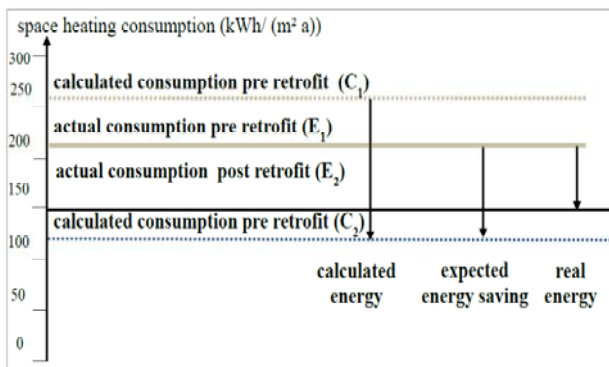 space heating consumption (kWh/ (m² a))
300
calculated consumption pre retrofit (C₁)
250
actual consumption pre retrofit (E₁)
200
actual consumption post retrofit (E₂)
150
calculated consumption pre retrofit (C₂)
100
calculated expected real
energy energy saving energy
50
0